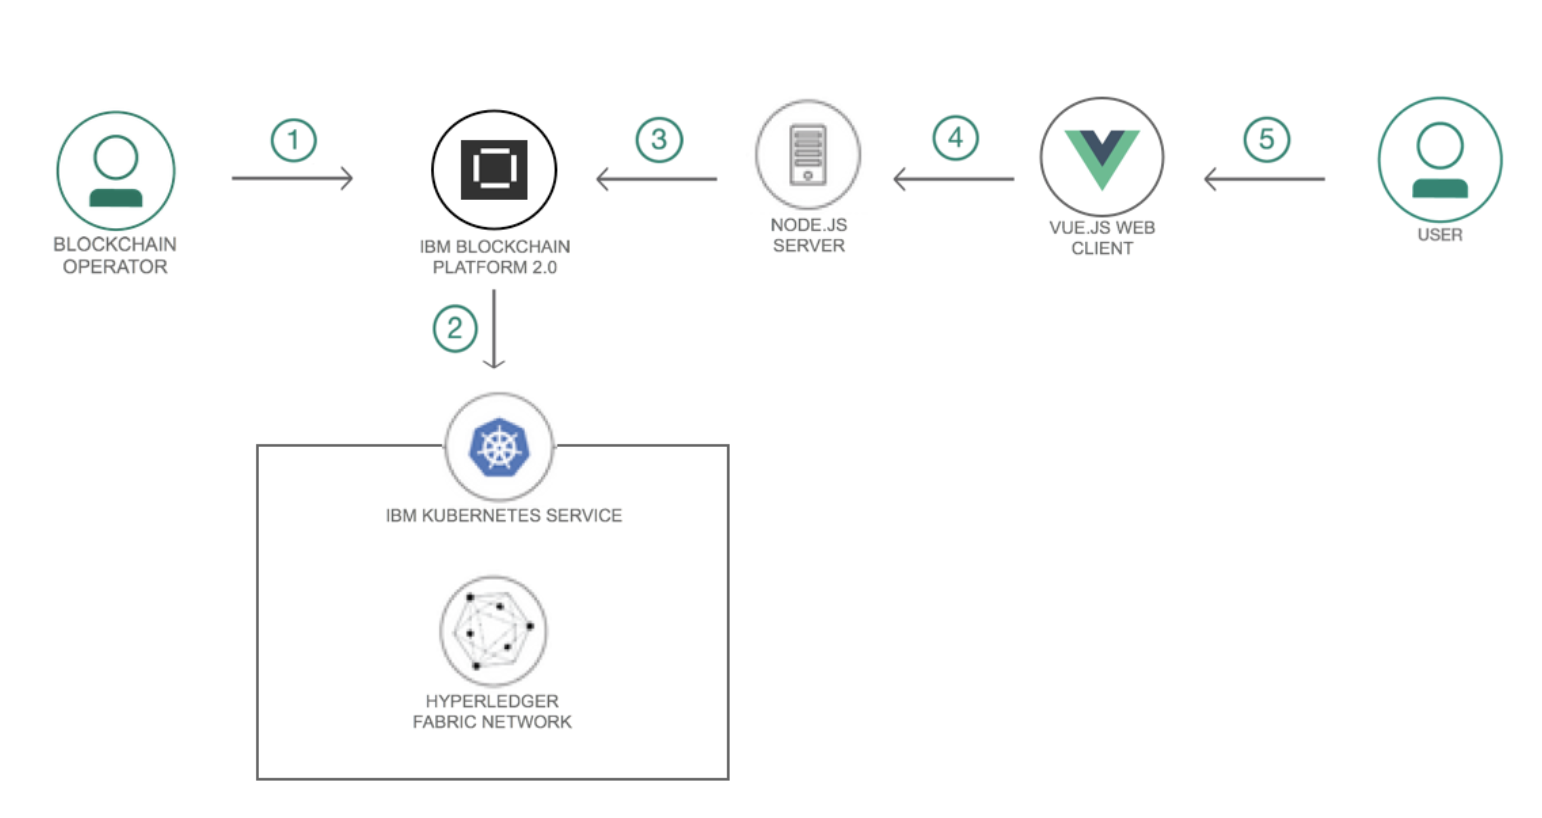 1
3
4
5
BLOCKCHAIN
OPERATOR
IBM BLOCKCHAIN
PLATFORM 2.0
NODE.JS
SERVER
VUE.JS WEB
CLIENT
USER
2
IBM KUBERNETES SERVICE
HYPERLEDGER
FABRIC NETWORK